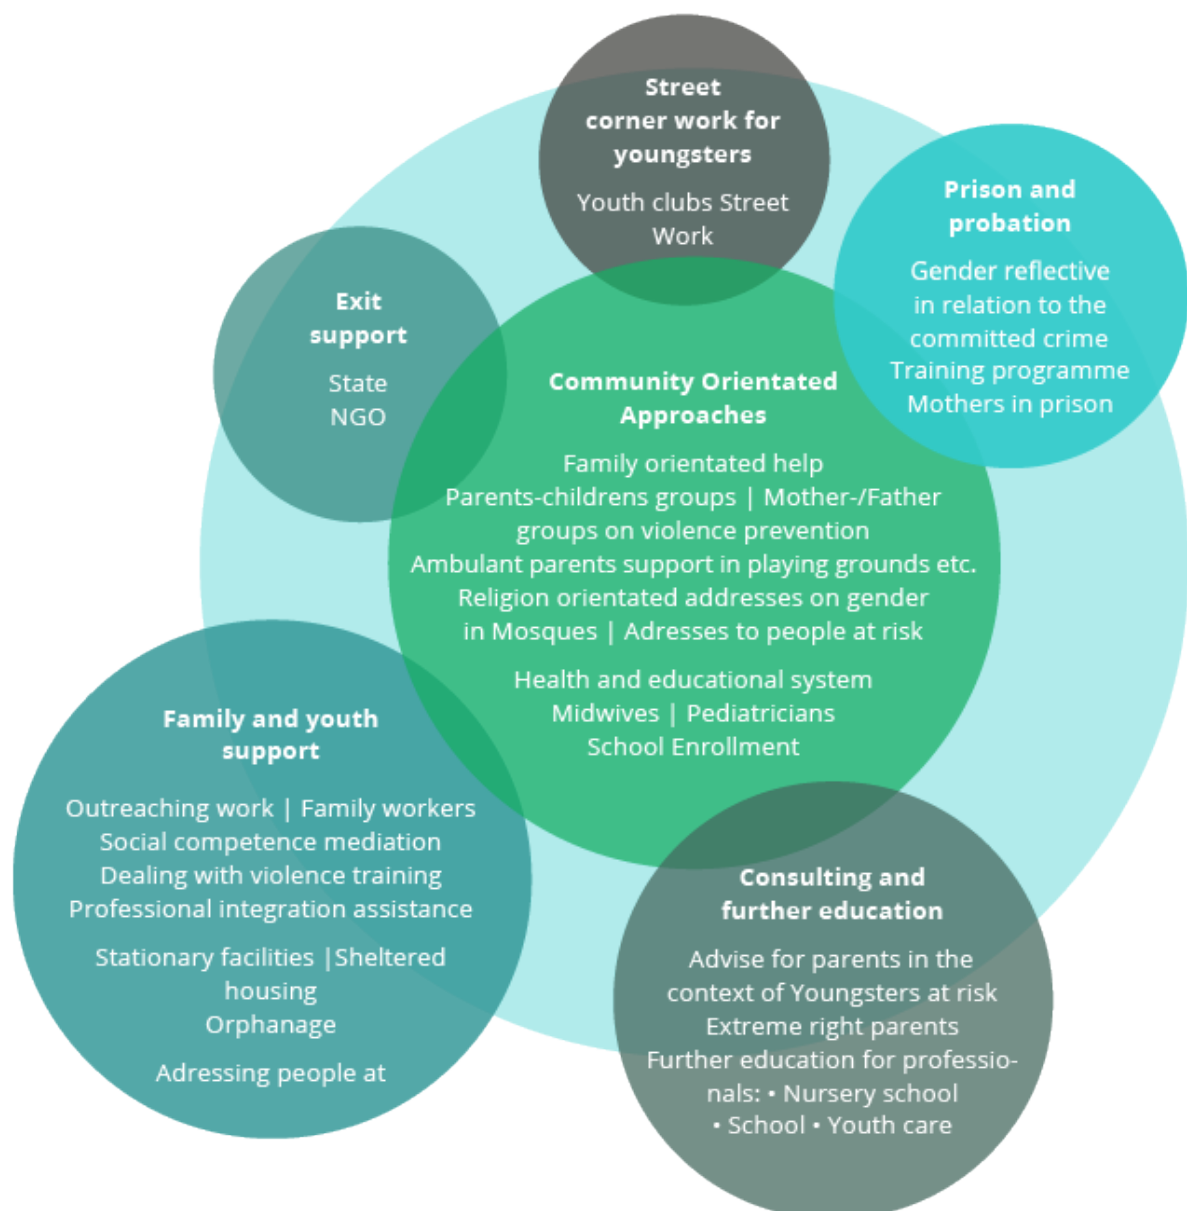 Street
corner work for
youngsters
Youth clubs Street
Work
Prison and
probation
Gender reflective
in relation to the
committed crime
Training programme
Mothers in prison
Exit
support
State
NGO
Community Orientated
Approaches
Family orientated help
Parents-childrens groups | Mother-/Father
groups on violence prevention
Ambulant parents support in playing grounds etc.
Religion orientated addresses on gender
in Mosques | Adresses to people at risk
Health and educational system
Midwives | Pediatricians
School Enrollment
Family and youth
support
Outreaching work | Family workers
Social competence mediation
Dealing with violence training
Professional integration assistance
Stationary facilities |Sheltered
housing
Orphanage
Adressing people at
Consulting and
further education
Advise for parents in the
context of Youngsters at risk
Extreme right parents
Further education for professio-
nals: • Nursery school
• School • Youth care